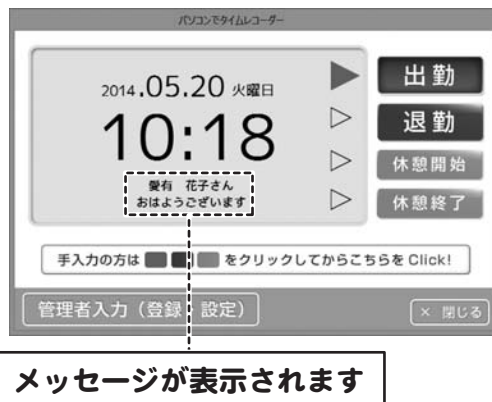 パソコンでタイムレコーダー
2014.05.20 火曜日
10:18
愛有 花子さん
おはようございます
出勤
退勤
休憩開始
休憩終了
手入力の方は をクリックしてからこちらを Click!
管理者入力（登録・設定）
× 閉じる
メッセージが表示されます